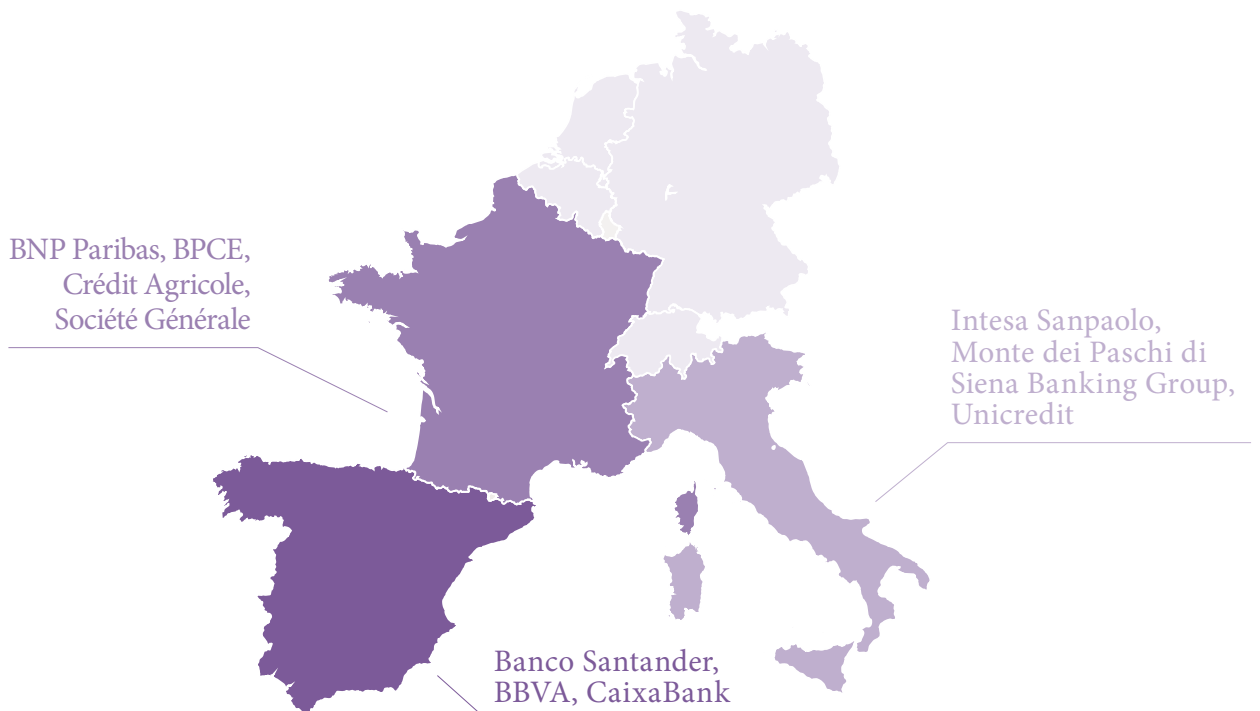 BNP Paribas, BPCE,
Crédit Agricole,
Société Générale
Intesa Sanpaolo,
Monte dei Paschi di
Siena Banking Group,
Unicredit
Banco Santander,
BBVA, CaixaBank